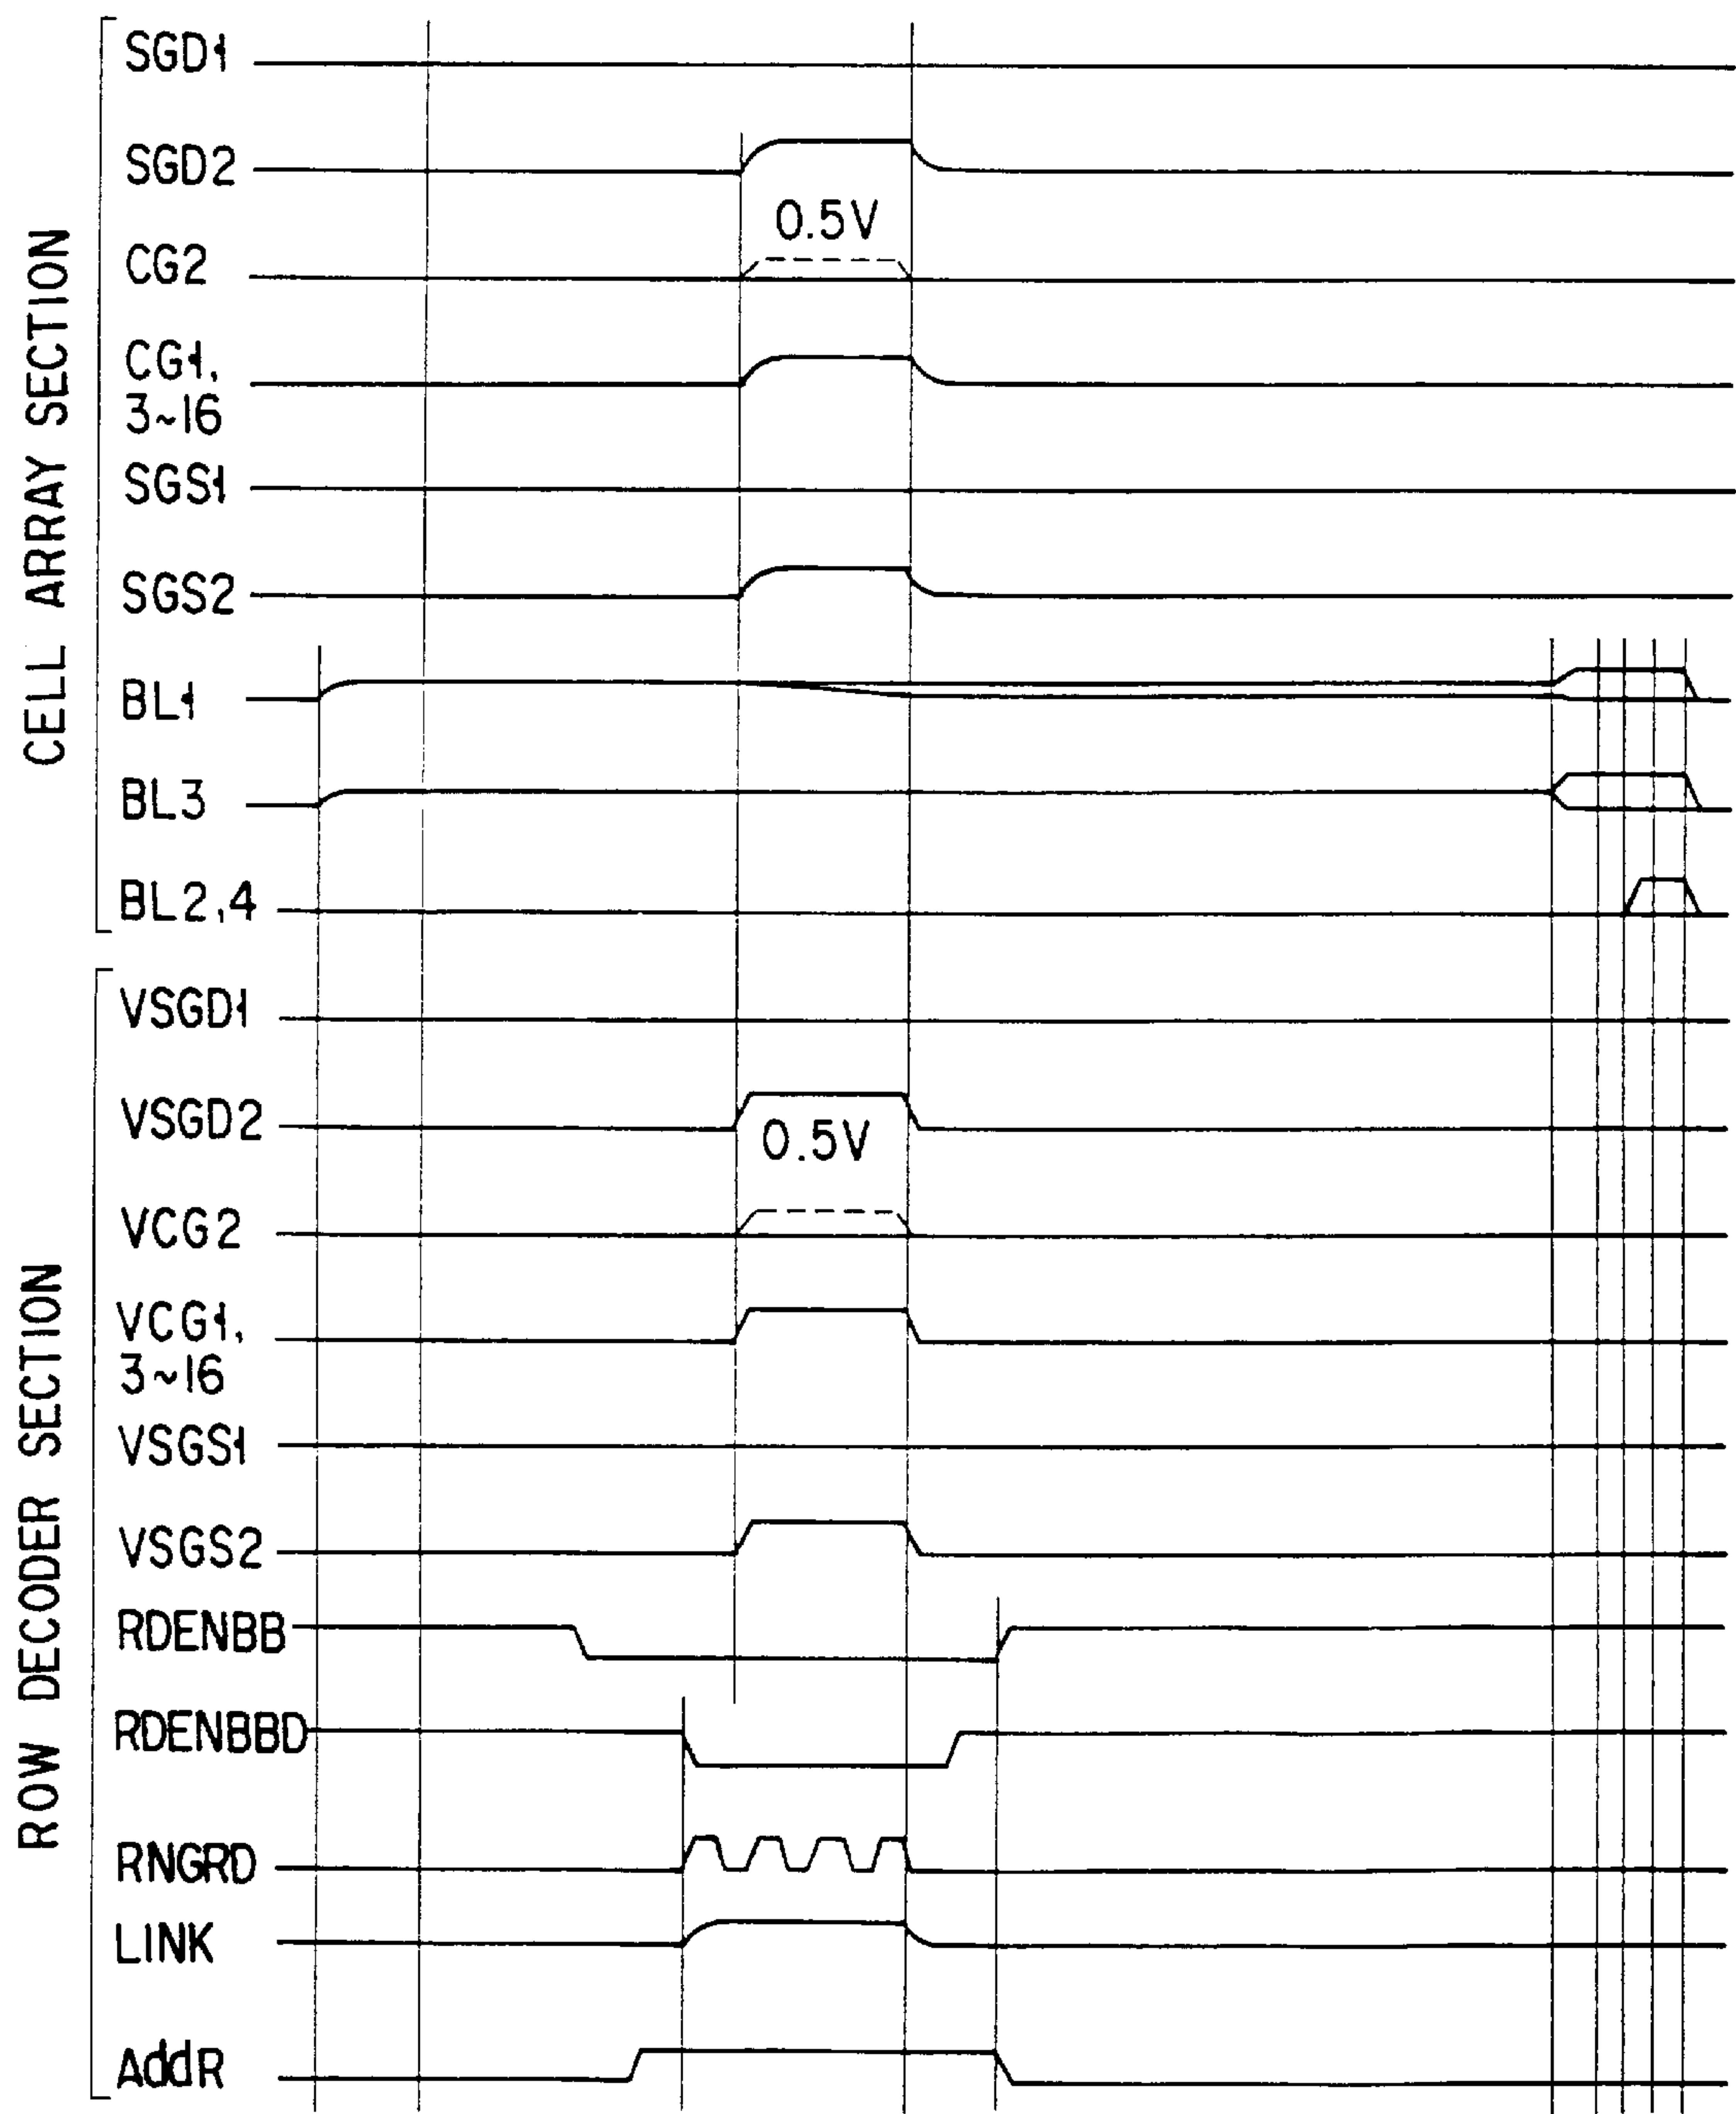 CELL ARRAY SECTION
SGD1
SGD2
0.5V
CG2
CG1,
3~16
SGS1
SGS2
BL1
BL3
BL2,4
ROW DECODER SECTION
VSGD1
VSGD2
0.5V
VCG2
VCG1,
3~16
VSGS1
VSGS2
RDENBB
RDENBBD
RNGRD
LINK
AddR